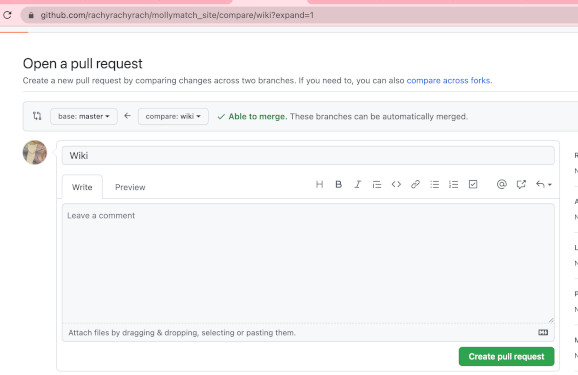 github.com/rachyrachyrach/mollymatch_site/compare/wiki?expand=1
Open a pull request
Create a new pull request by comparing changes across two branches. If you need to, you can also compare across forks.
base: master
compare: wiki
Able to merge. These branches can be automatically merged.
Wiki
Write Preview
Leave a comment
Attach files by dragging & dropping, selecting or pasting them.
Create pull request